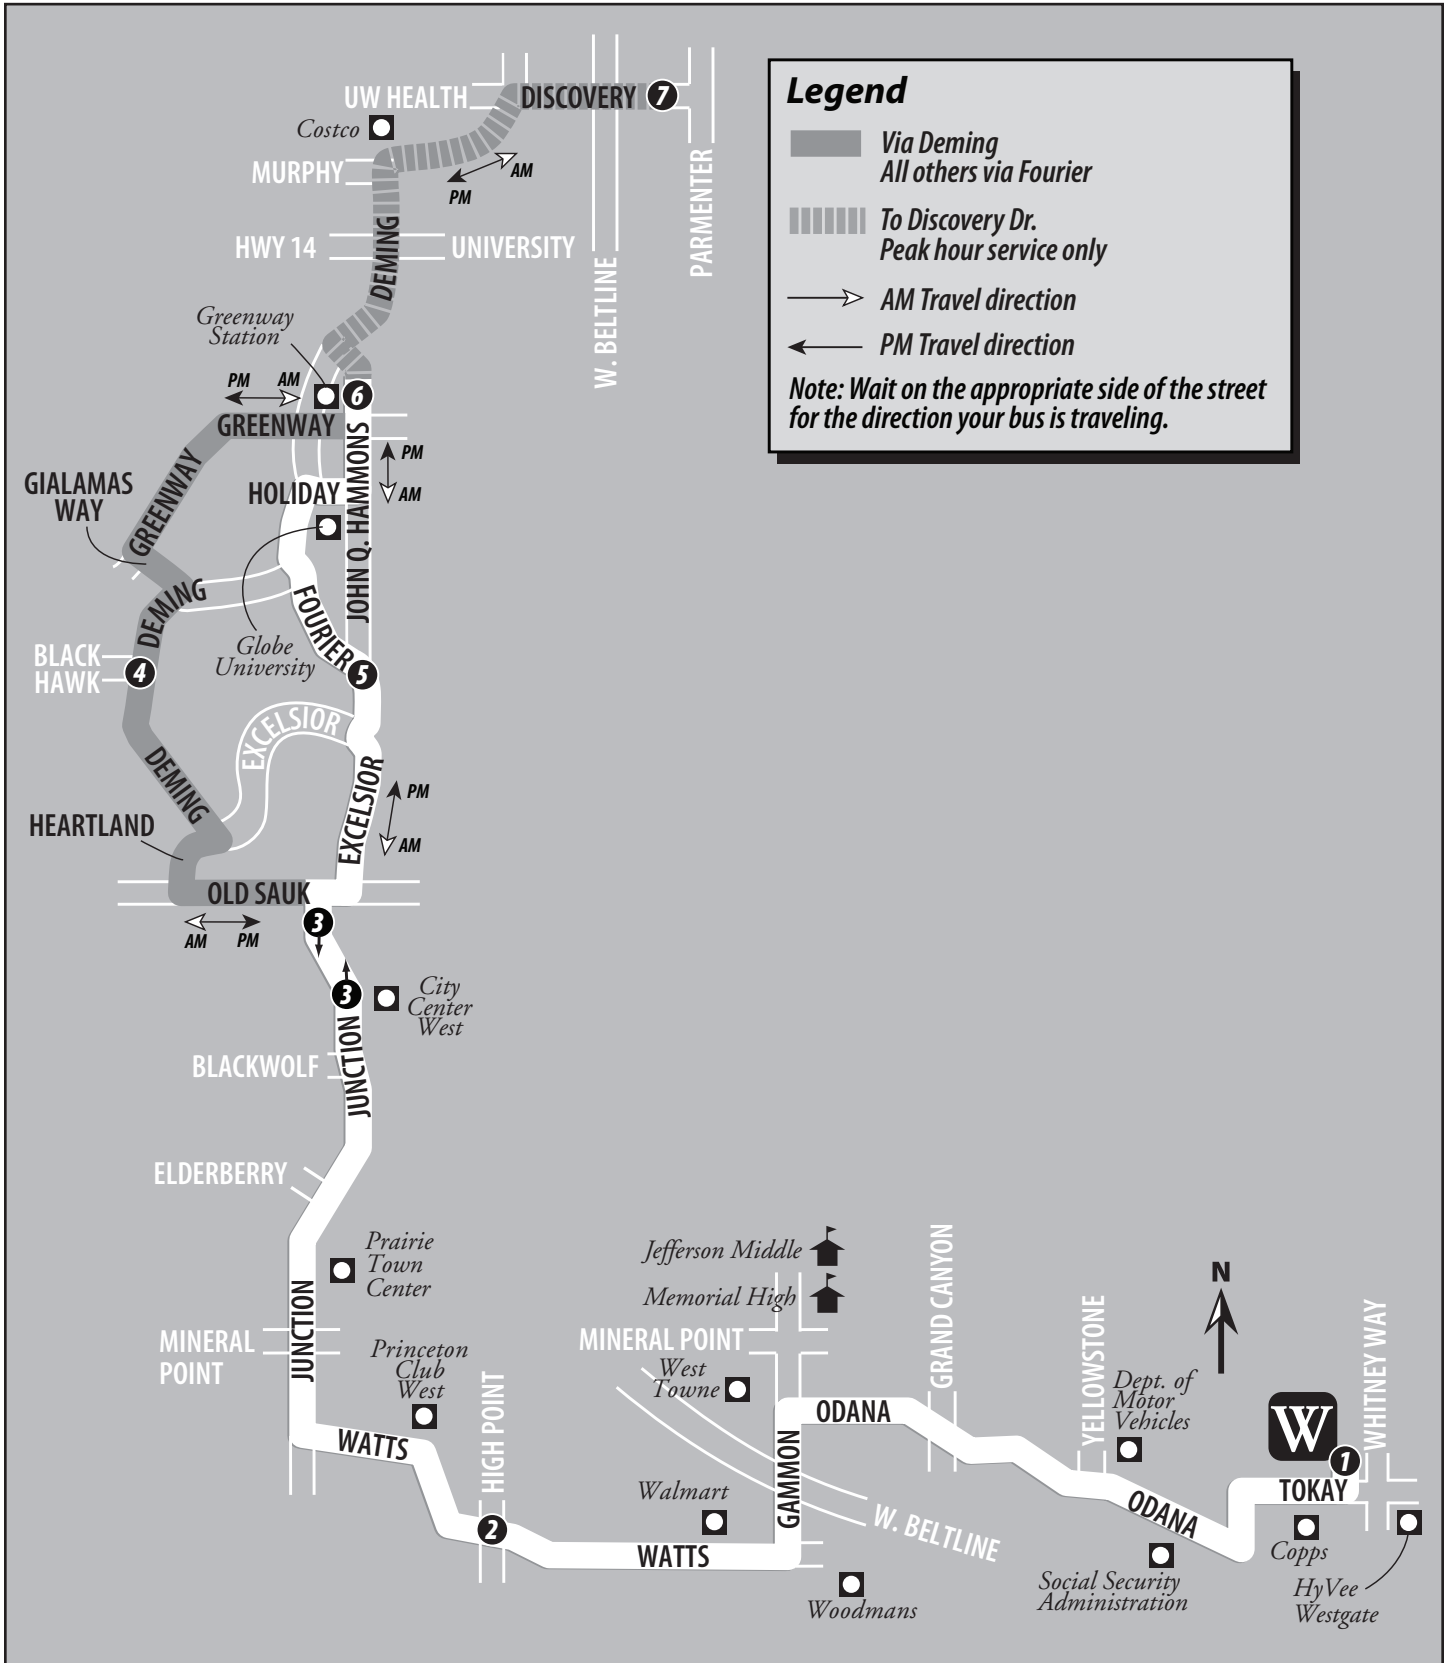 UW HEALTH
DISCOVERY
7
Costco
MURPHY
AM
PM
DEMING
HWY 14
UNIVERSITY
W. BELTLINE
PARMENTER
Legend
Via Deming
All others via Fourier
To Discovery Dr.
Peak hour service only
AM Travel direction
PM Travel direction
Note: Wait on the appropriate side of the street
for the direction your bus is traveling.
Greenway
Station
PM
AM
6
GREENWAY
PM
AM
JOHN Q. HAMMONS
GREENWAY
GIALAMAS
WAY
HOLIDAY
DEMING
FOURIER
Globe
University
BLACK
HAWK
4
5
EXCELSIOR
DEMING
EXCELSIOR
PM
AM
HEARTLAND
OLD SAUK
AM
PM
3
3
City
Center
West
JUNCTION
BLACKWOLF
ELDERBERRY
Prairie
Town
Center
JUNCTION
MINERAL
POINT
Princeton
Club
West
WATTS
HIGH POINT
2
WATTS
Walmart
Jefferson Middle
Memorial High
MINERAL POINT
West
Towne
GAMMON
W. BELTLINE
Woodmans
ODANA
GRAND CANYON
YELLOWSTONE
Dept. of
Motor
Vehicles
ODANA
Social Security
Administration
N
W
1
TOKAY
WHITNEY WAY
Copps
HyVee
Westgate